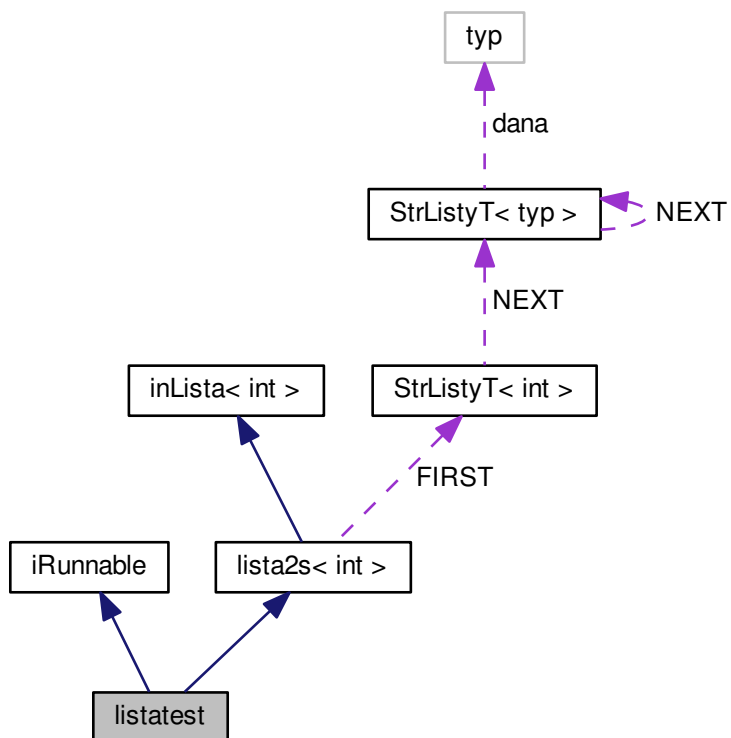 typ
dana
StrListyT< typ >
NEXT
NEXT
inLista< int >
StrListyT< int >
FIRST
iRunnable
lista2s< int >
listatest